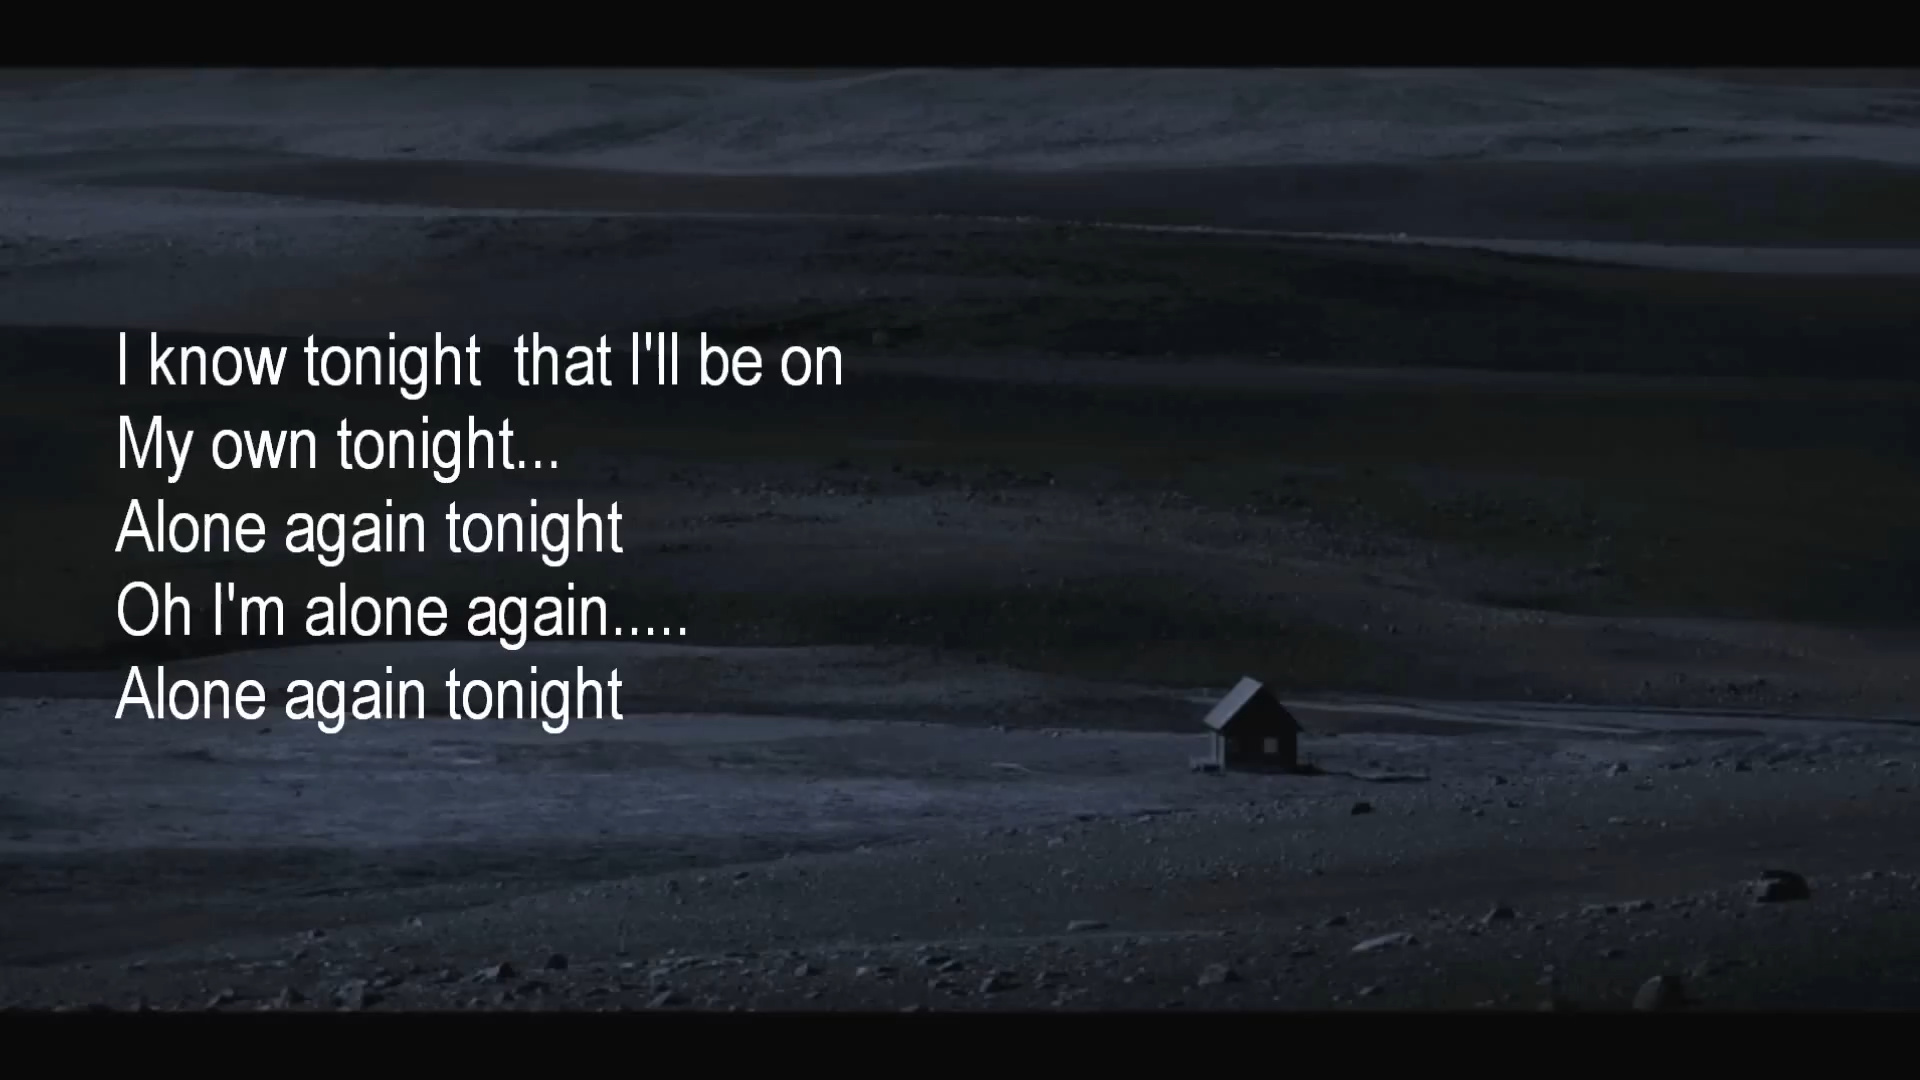 I know tonight  that I'll be on
My own tonight...
Alone again tonight
Oh I'm alone again.....
Alone again tonight